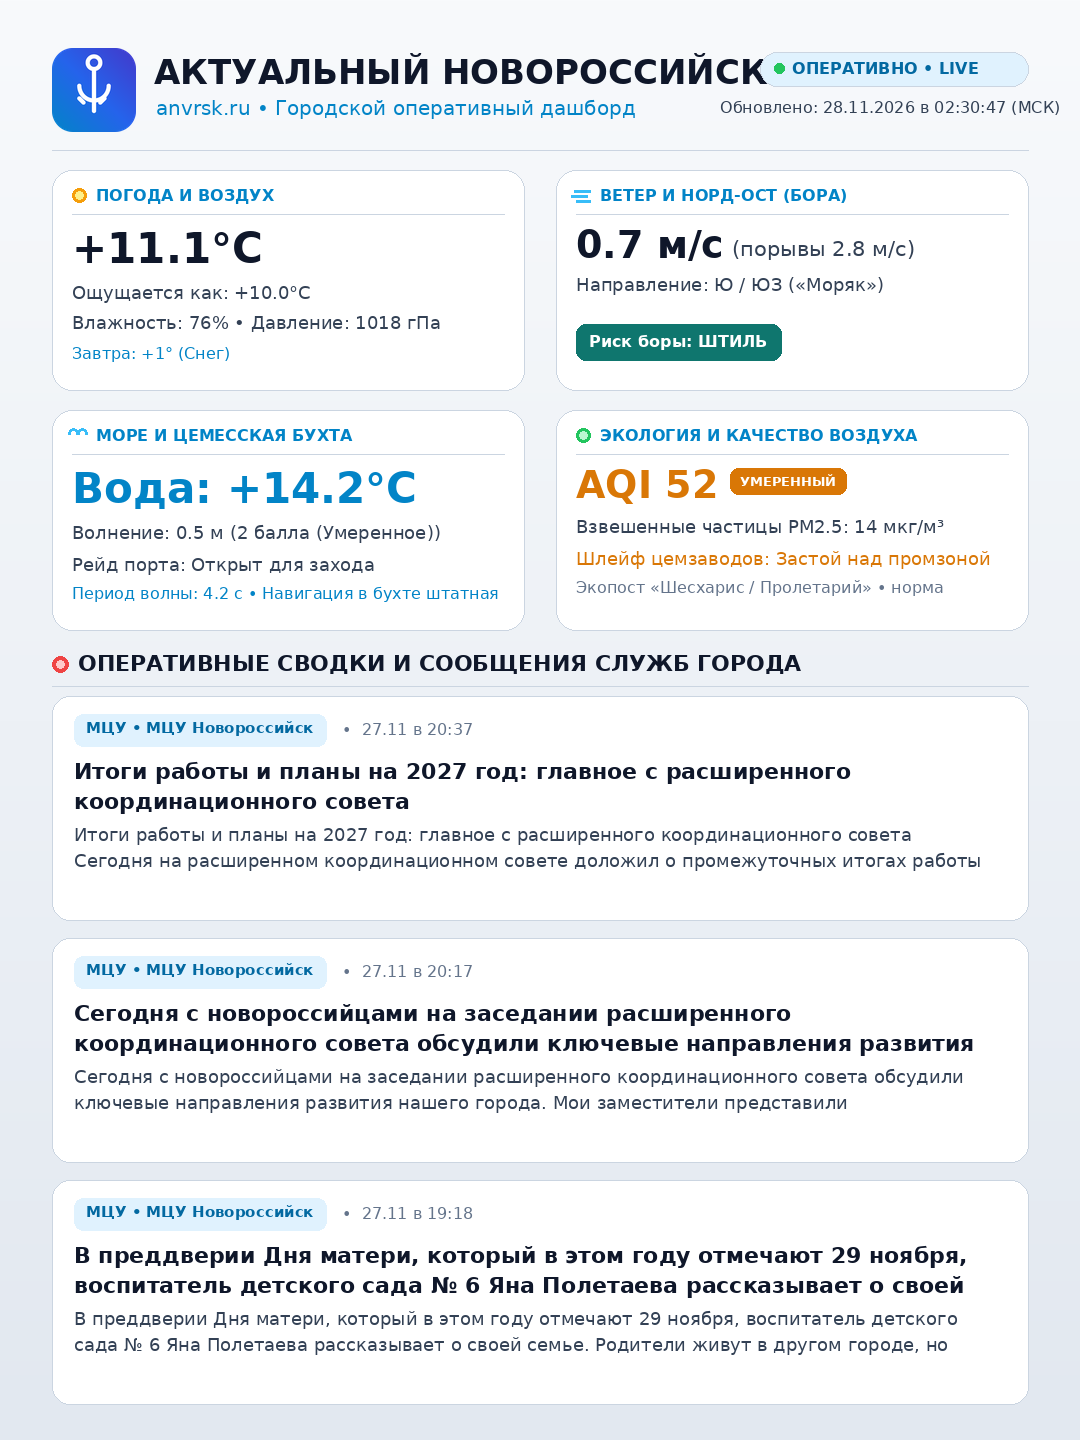 АКТУАЛЬНЫЙ НОВОРОССИЙСК
ОПЕРАТИВНО • LIVE
anvrsk.ru • Городской оперативный дашборд
Обновлено: 28.11.2026 в 02:30:47 (МСК)
ПОГОДА И ВОЗДУХ
+11.1°C
Ощущается как: +10.0°C
Влажность: 76% • Давление: 1018 гПа
Завтра: +1° (Снег)
ВЕТЕР И НОРД-ОСТ (БОРА)
0.7 м/с (порывы 2.8 м/с)
Направление: Ю / ЮЗ («Моряк»)
Риск боры: ШТИЛЬ
МОРЕ И ЦЕМЕССКАЯ БУХТА
Вода: +14.2°C
Волнение: 0.5 м (2 балла (Умеренное))
Рейд порта: Открыт для захода
Период волны: 4.2 с • Навигация в бухте штатная
ЭКОЛОГИЯ И КАЧЕСТВО ВОЗДУХА
AQI 52 УМЕРЕННЫЙ
Взвешенные частицы PM2.5: 14 мкг/м³
Шлейф цемзаводов: Застой над промзоной
Экопост «Шесхарис / Пролетарий» • норма
ОПЕРАТИВНЫЕ СВОДКИ И СООБЩЕНИЯ СЛУЖБ ГОРОДА
МЦУ • МЦУ Новороссийск • 27.11 в 20:37
Итоги работы и планы на 2027 год: главное с расширенного
координационного совета
Итоги работы и планы на 2027 год: главное с расширенного координационного совета
Сегодня на расширенном координационном совете доложил о промежуточных итогах работы
МЦУ • МЦУ Новороссийск • 27.11 в 20:17
Сегодня с новороссийцами на заседании расширенного
координационного совета обсудили ключевые направления развития
Сегодня с новороссийцами на заседании расширенного координационного совета обсудили
ключевые направления развития нашего города. Мои заместители представили
МЦУ • МЦУ Новороссийск • 27.11 в 19:18
В преддверии Дня матери, который в этом году отмечают 29 ноября,
воспитатель детского сада № 6 Яна Полетаева рассказывает о своей
В преддверии Дня матери, который в этом году отмечают 29 ноября, воспитатель детского
сада № 6 Яна Полетаева рассказывает о своей семье. Родители живут в другом городе, но